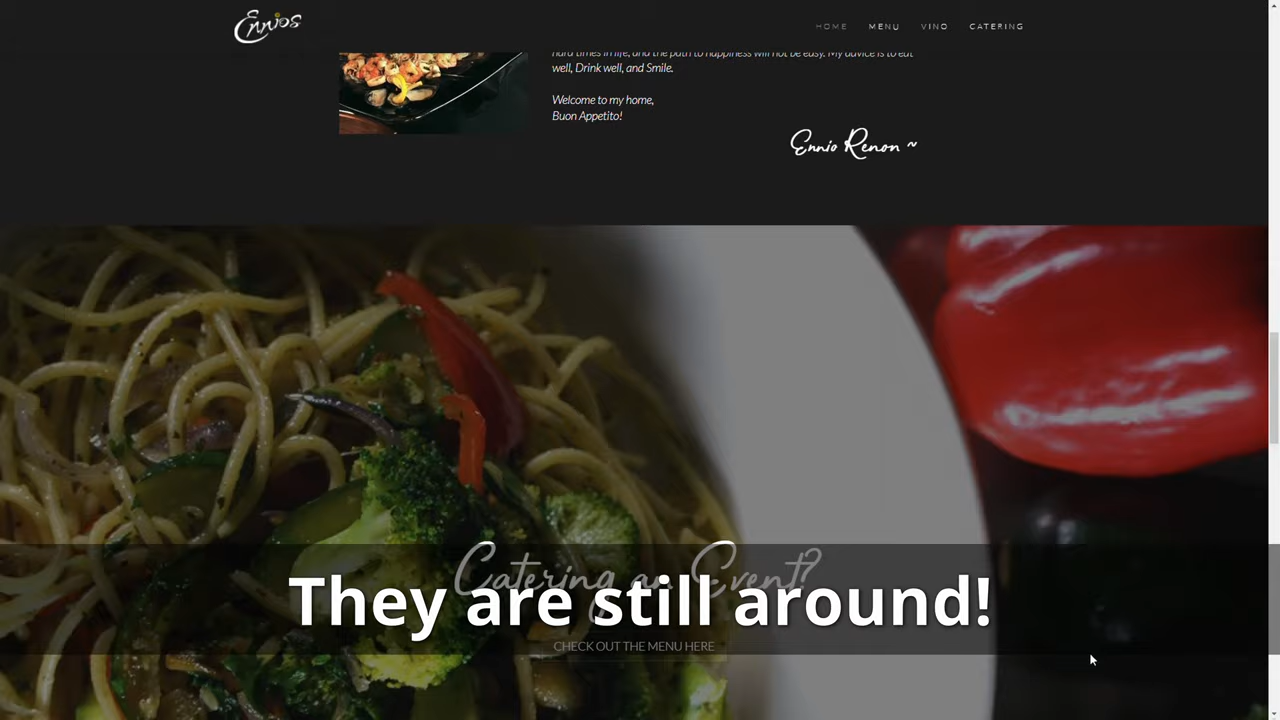 Ennios
HOME MENU VINO CATERING
hard times in life, and the path to happiness will not be easy. My advice is to eat
well, Drink well, and Smile.
Welcome to my home,
Buon Appetito!
Ennio Renon ~
Catering an Event?
They are still around!
CHECK OUT THE MENU HERE